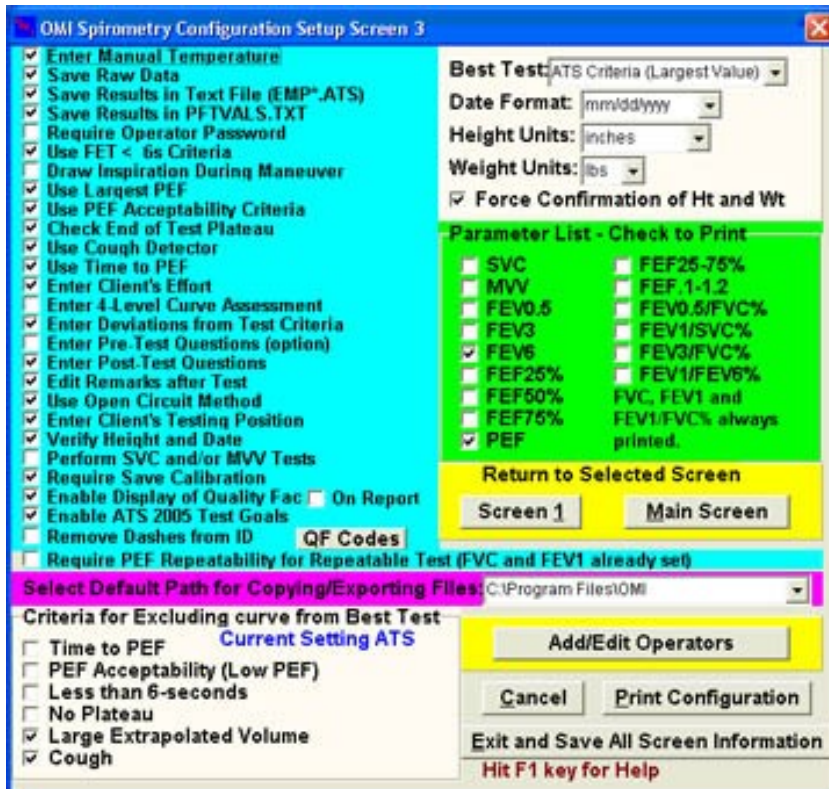 OMI Spirometry Configuration Setup Screen 3
Enter Manual Temperature
Save Raw Data
Save Results in Text File (EMP*.ATS)
Save Results in PFTVALS.TXT
Require Operator Password
Use FET < 6s Criteria
Draw Inspiration During Maneuver
Use Largest PEF
Use PEF Acceptability Criteria
Check End of Test Plateau
Use Cough Detector
Use Time to PEF
Enter Client's Effort
Enter 4-Level Curve Assessment
Enter Deviations from Test Criteria
Enter Pre-Test Questions (option)
Enter Post-Test Questions
Edit Remarks after Test
Use Open Circuit Method
Enter Client's Testing Position
Verify Height and Date
Perform SVC and/or MVV Tests
Require Save Calibration
Enable Display of Quality Fac On Report
Enable ATS 2005 Test Goals
Remove Dashes from ID QF Codes
Require PEF Repeatability for Repeatable Test (FVC and FEV1 already set)
Best Test: ATS Criteria (Largest Value)
Date Format: mm/dd/yyyy
Height Units: inches
Weight Units: lbs
Force Confirmation of Ht and Wt
Parameter List - Check to Print
SVC FEF25-75%
MVV FEF.1-1.2
FEV0.5 FEV0.5/FVC%
FEV3 FEV1/SVC%
FEV6 FEV3/FVC%
FEF25% FEV1/FEV6%
FEF50% FVC, FEV1 and
FEF75% FEV1/FVC% always
PEF printed.
Return to Selected Screen
Screen 1 Main Screen
Select Default Path for Copying/Exporting Files: C:\Program Files\OMI
Criteria for Excluding curve from Best Test
Current Setting ATS
Time to PEF
PEF Acceptability (Low PEF)
Less than 6-seconds
No Plateau
Large Extrapolated Volume
Cough
Add/Edit Operators
Cancel Print Configuration
Exit and Save All Screen Information
Hit F1 key for Help